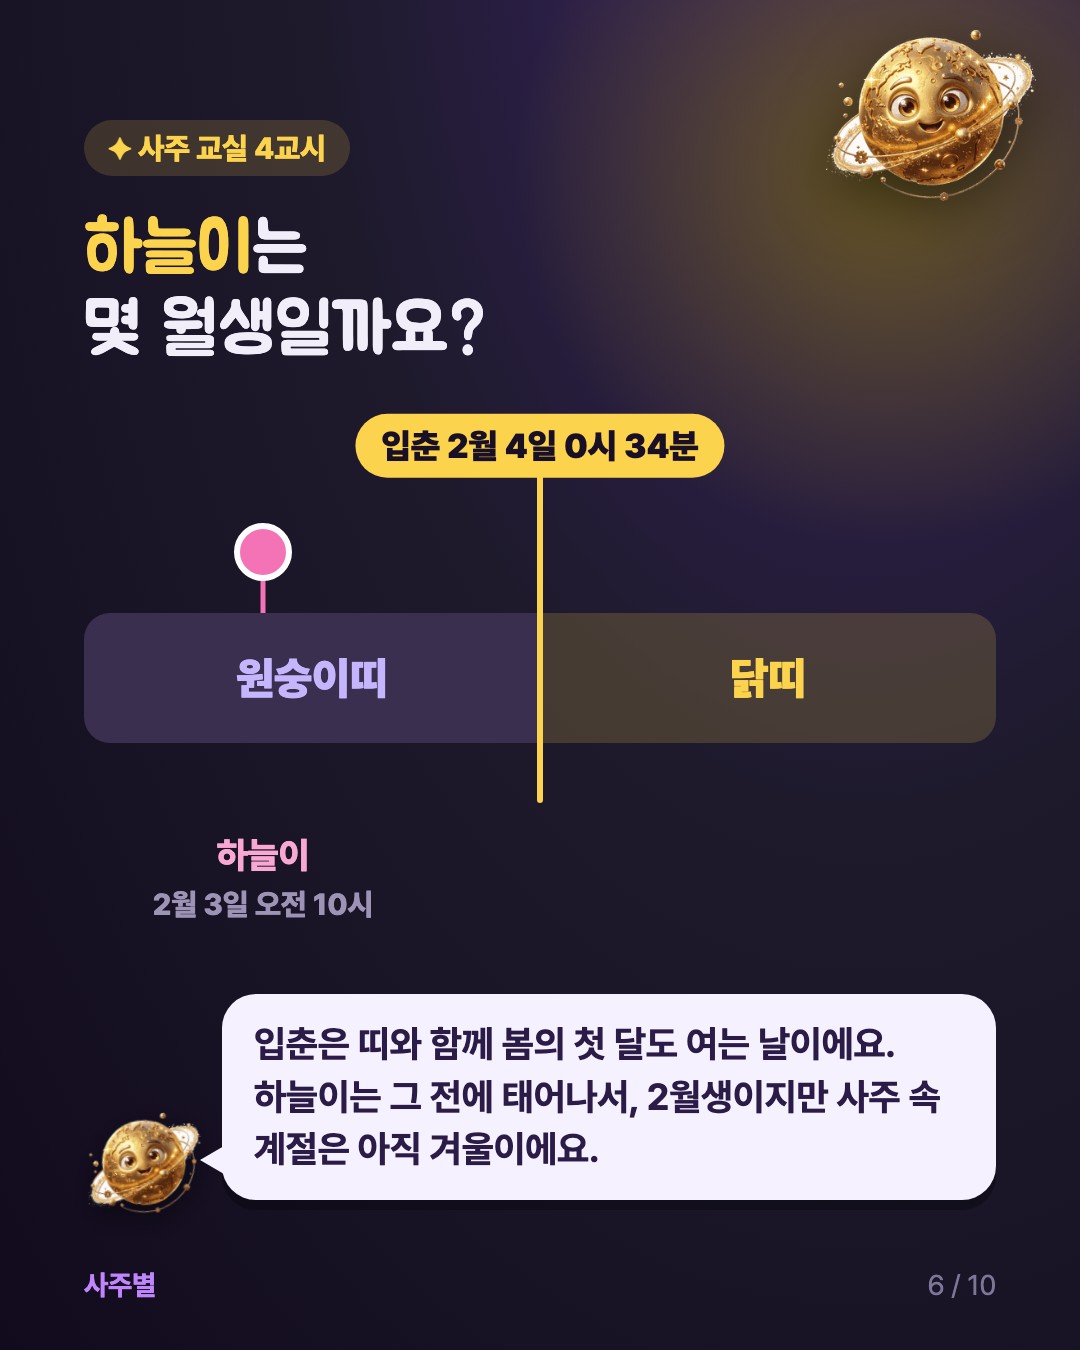 ✦ 사주 교실 4교시
하늘이는
몇 월생일까요?
입춘 2월 4일 0시 34분
원숭이띠
닭띠
하늘이
2월 3일 오전 10시
입춘은 띠와 함께 봄의 첫 달도 여는 날이에요.
하늘이는 그 전에 태어나서, 2월생이지만 사주 속
계절은 아직 겨울이에요.
사주별
6 / 10